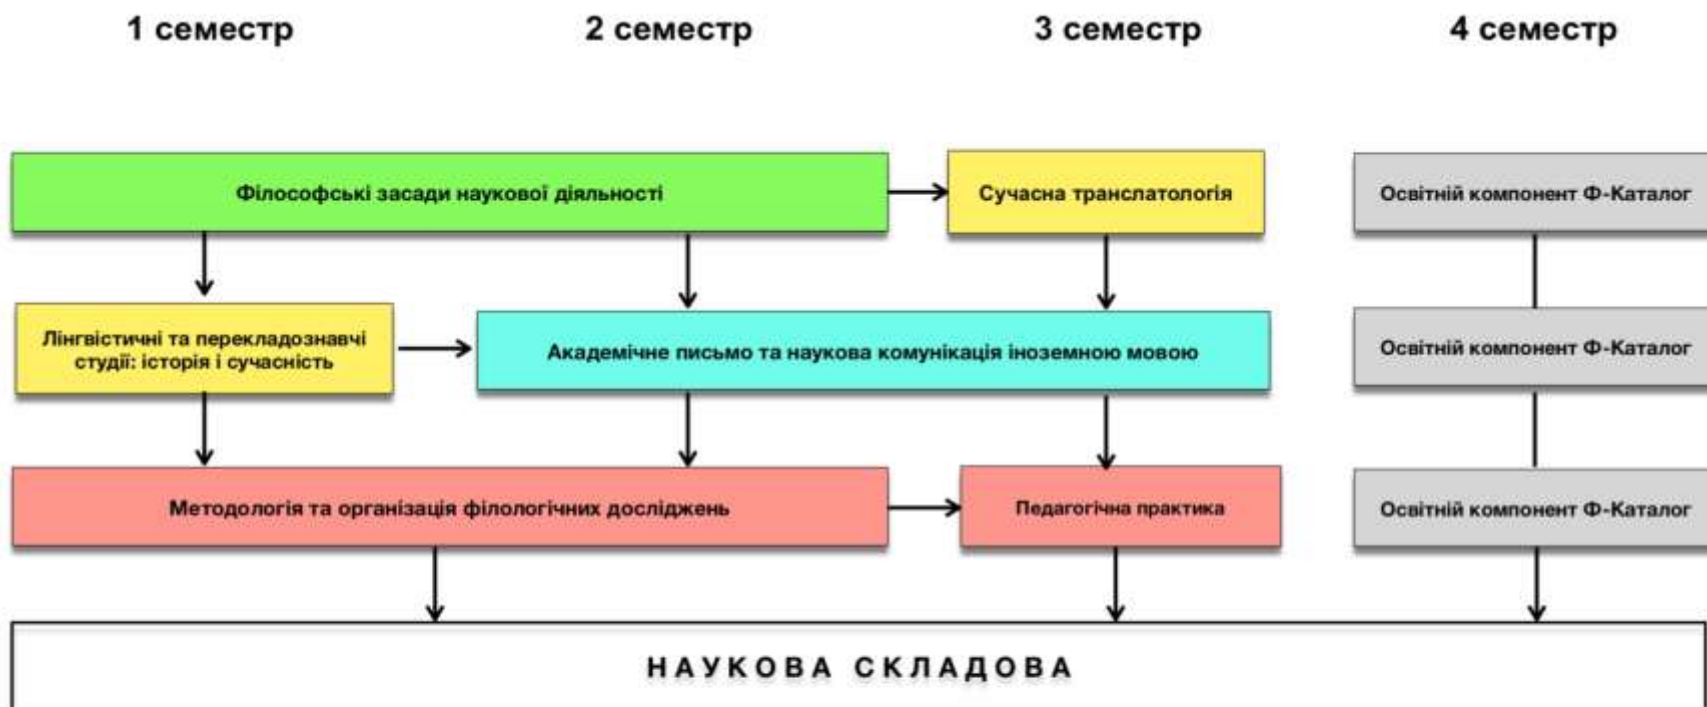 1 семестр
2 семестр
3 семестр
4 семестр
Філософські засади наукової діяльності
Сучасна транслатологія
Освітній компонент Ф-Каталог
Лінгвістичні та перекладознавчі
студії: історія і сучасність
Академічне письмо та наукова комунікація іноземною мовою
Освітній компонент Ф-Каталог
Методологія та організація філологічних досліджень
Педагогічна практика
Освітній компонент Ф-Каталог
НАУКОВА СКЛАДОВА